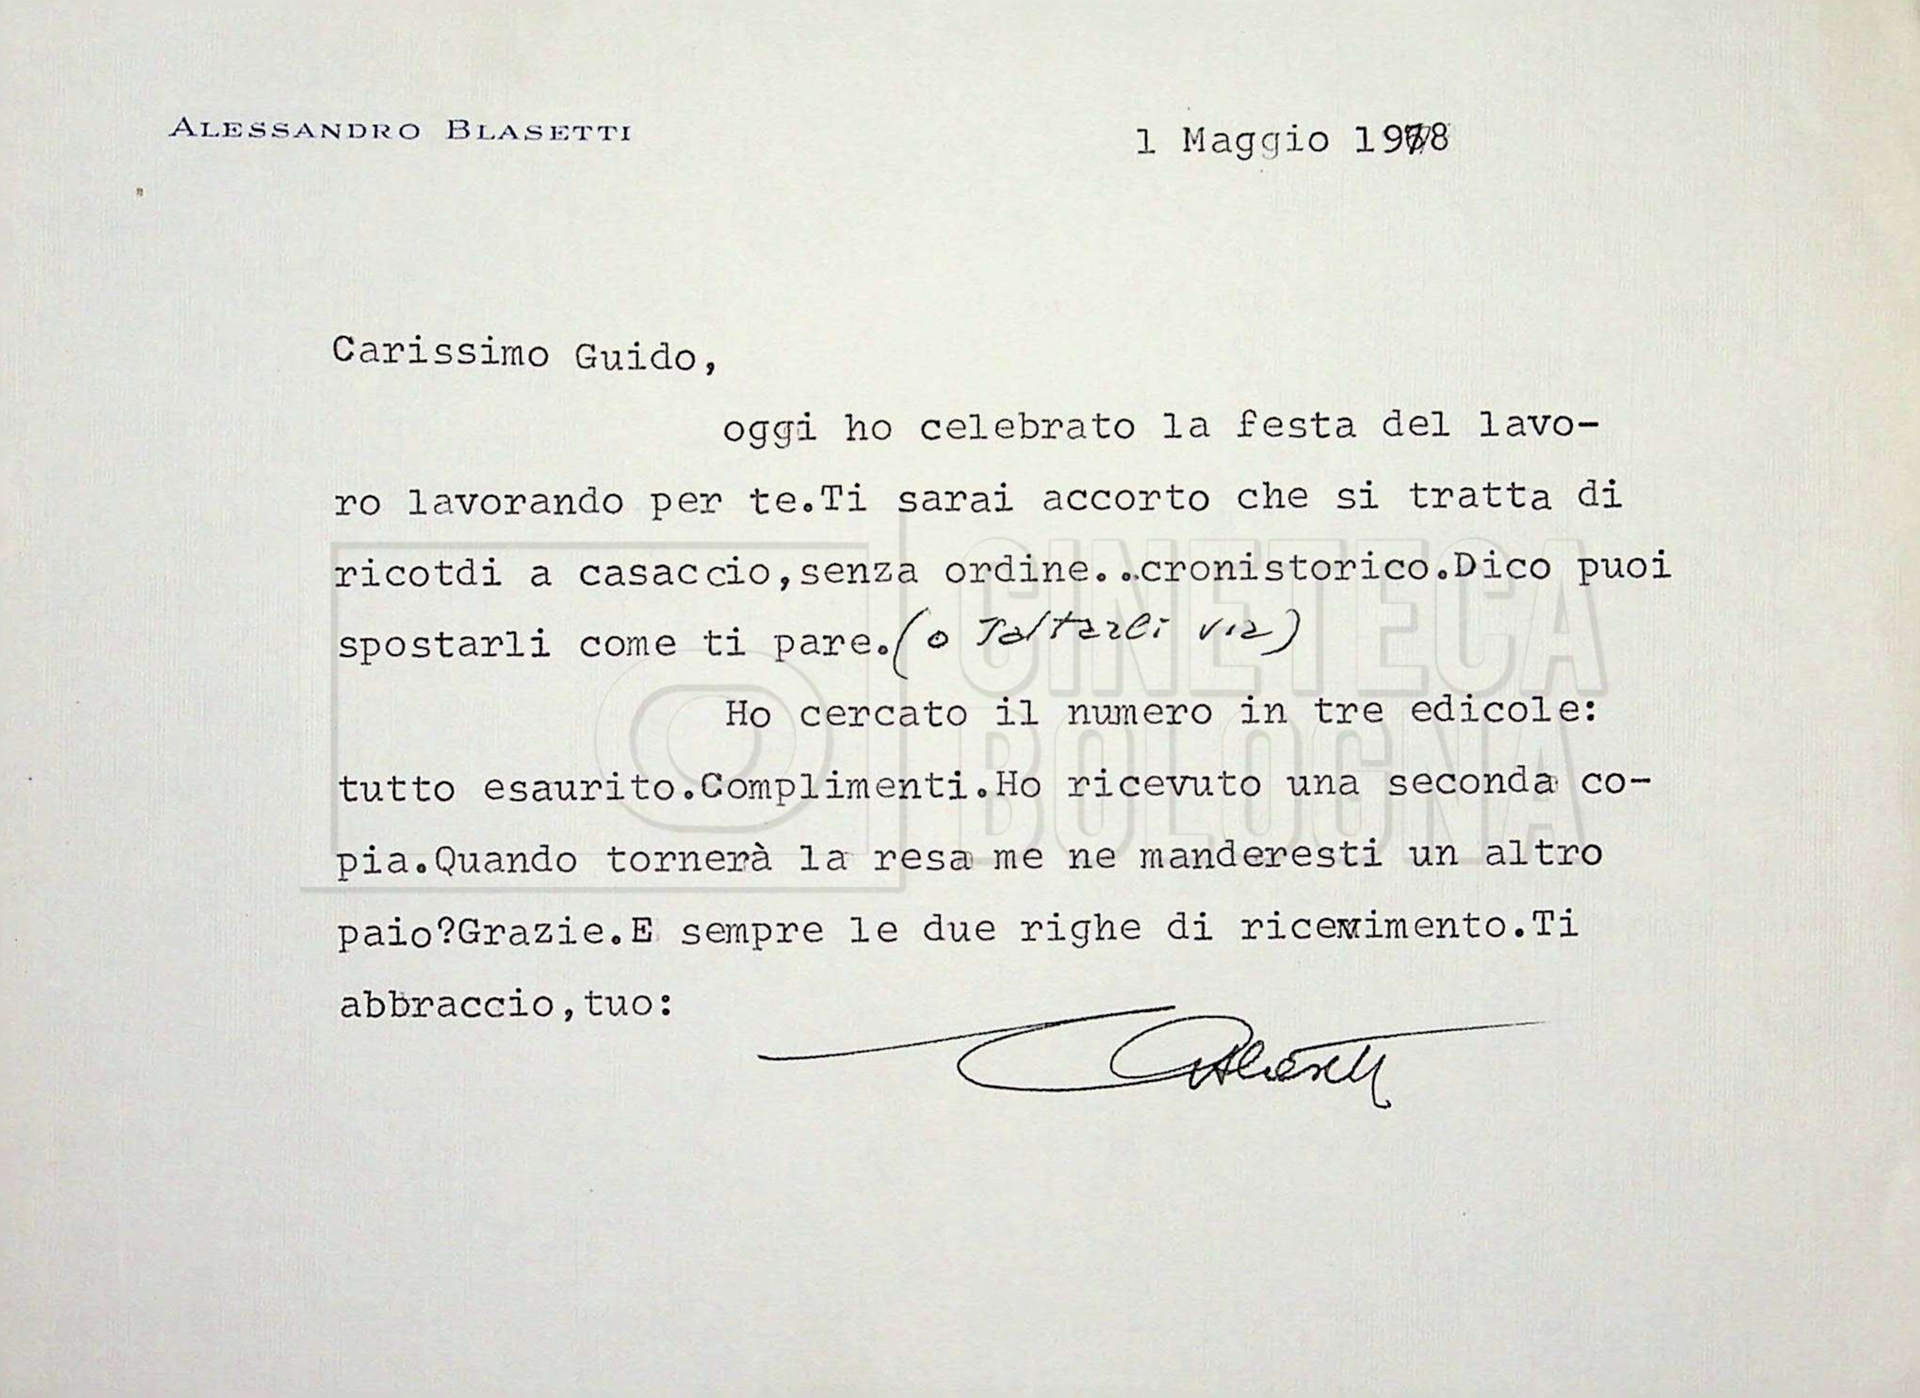 ALESSANDRO BLASETTI
1 Maggio 1978
Carissimo Guido,
oggi ho celebrato la festa del lavo-
ro lavorando per te.Ti sarai accorto che si tratta di
ricotdi a casaccio,senza ordine...cronistorico.Dico puoi
spostarli come ti pare.(o saltarli via)
Ho cercato il numero in tre edicole:
tutto esaurito.Complimenti.Ho ricevuto una seconda co-
pia.Quando tornerà la resa me ne manderesti un altro
paio?Grazie.E sempre le due righe di ricevimento.Ti
abbraccio,tuo:
Blasetti
CINETECA
BOLOGNA